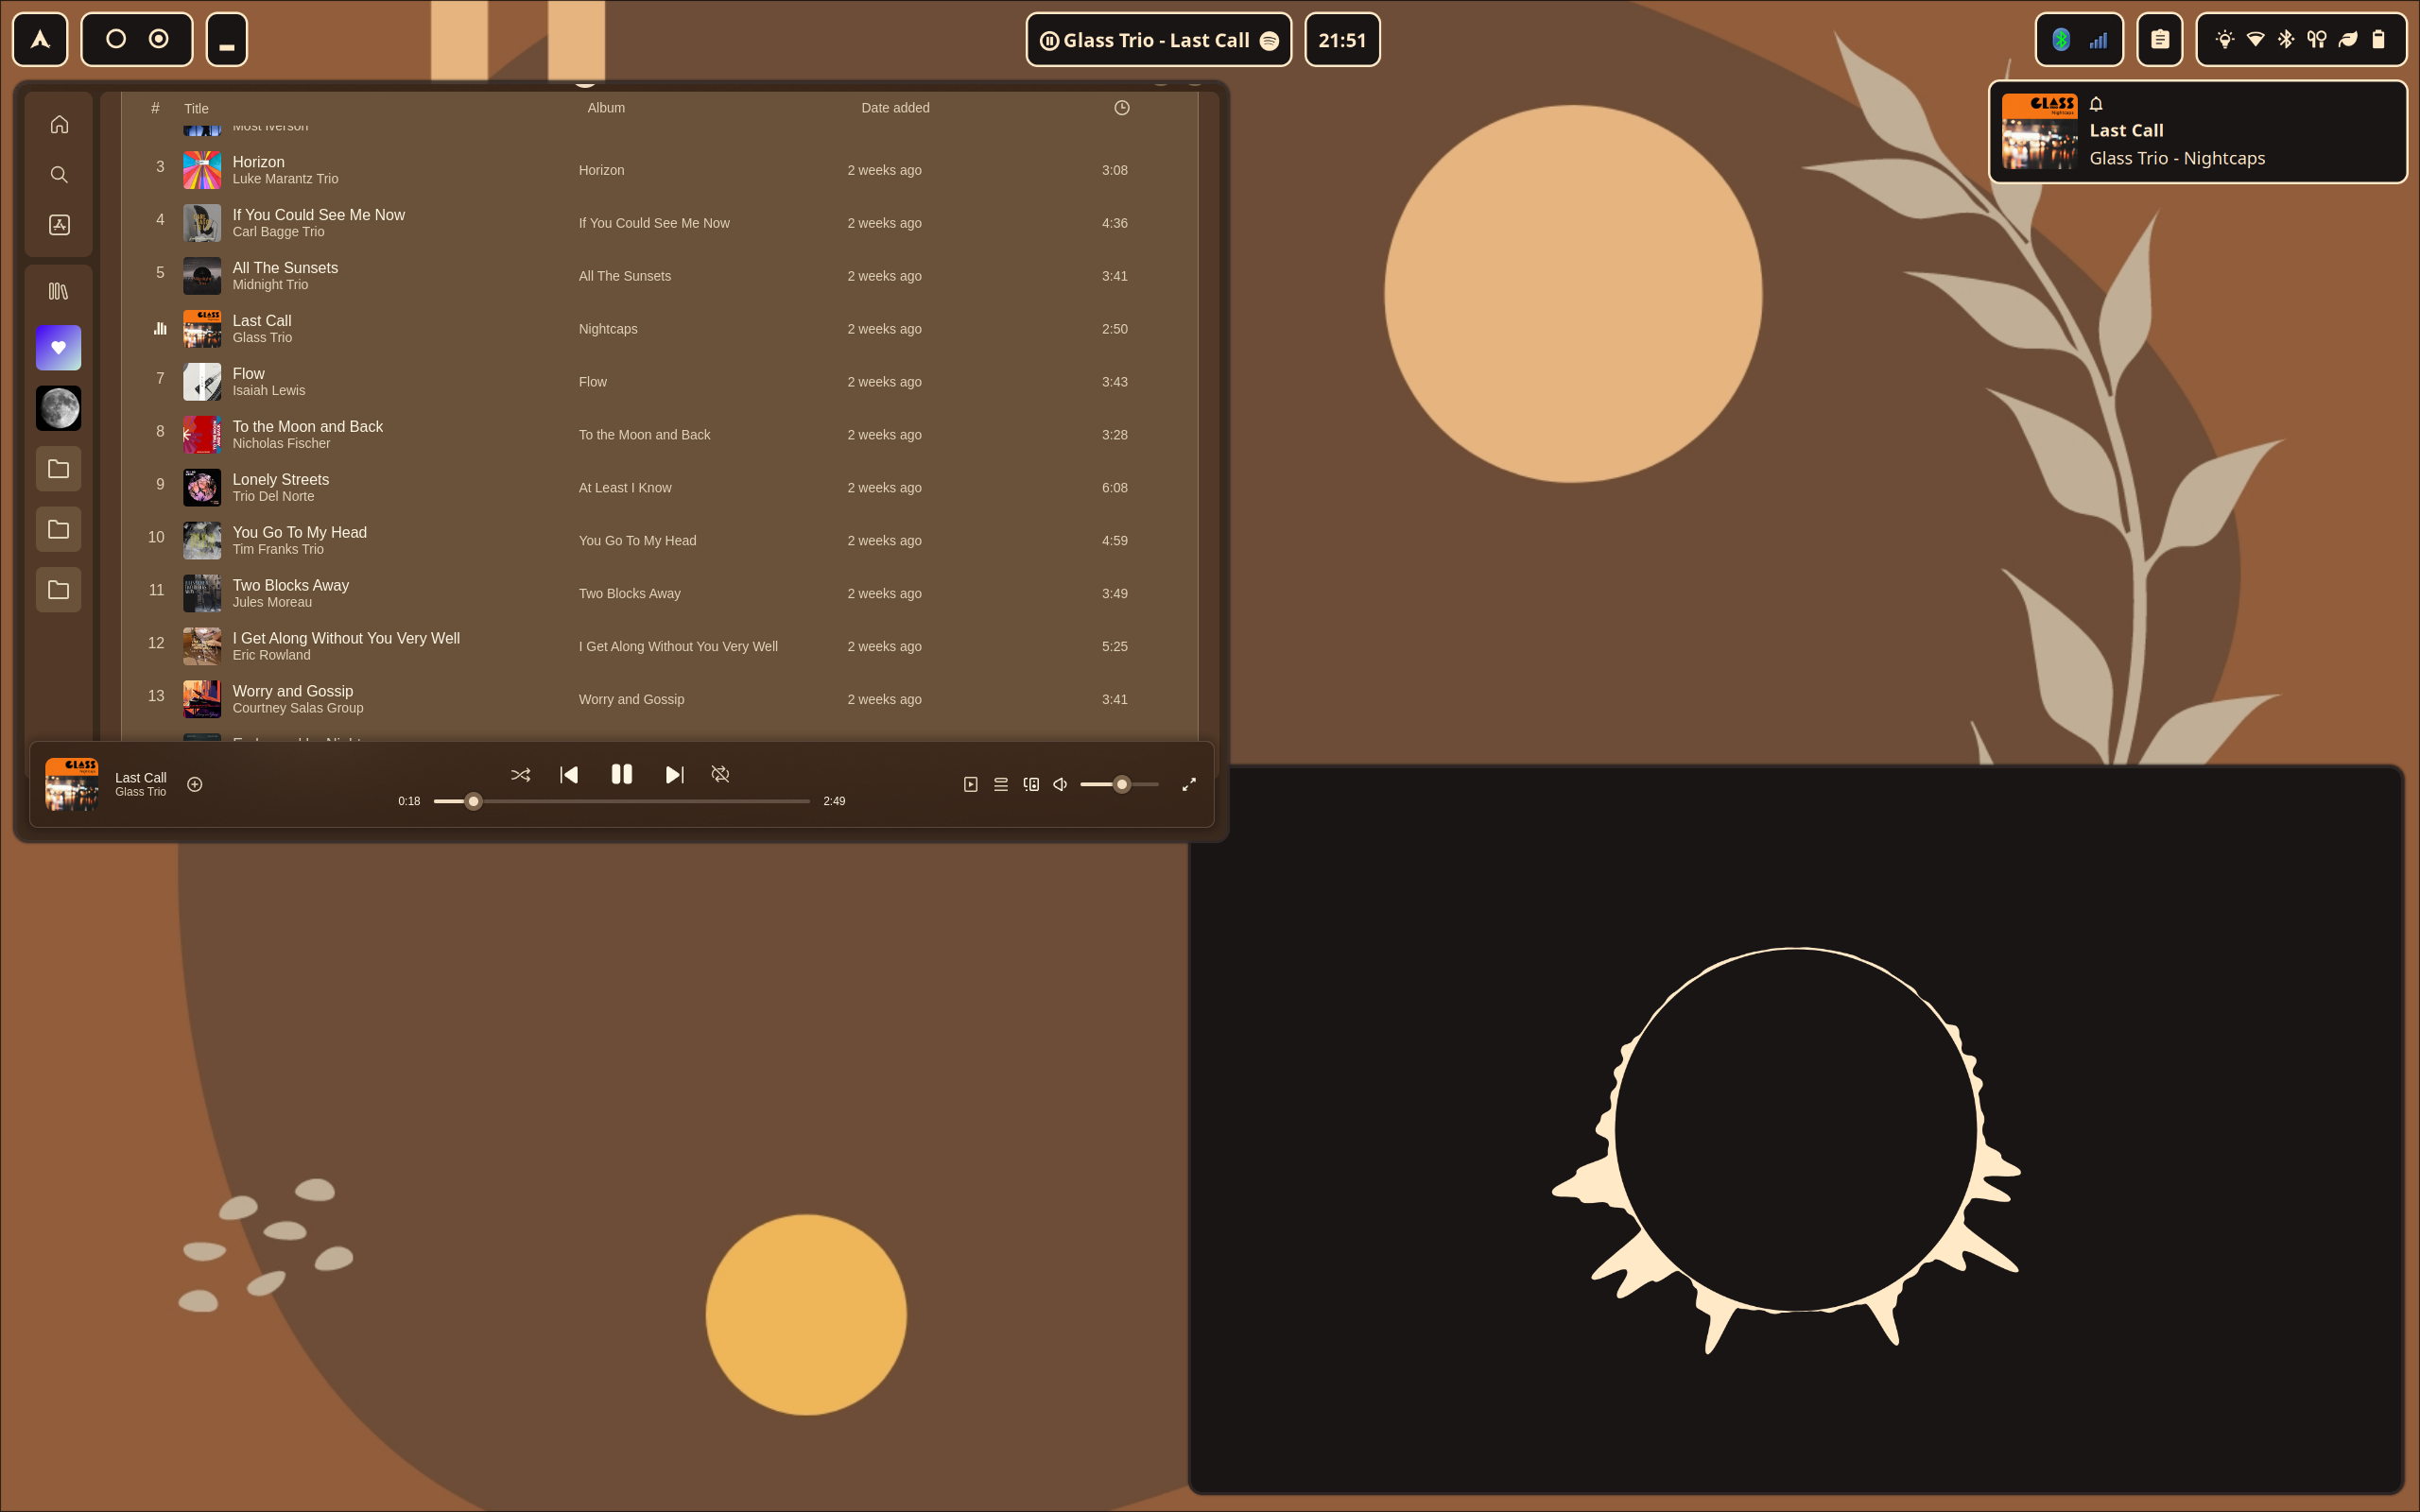 Glass Trio - Last Call
21:51
GLASS
Nightcaps
Last Call
Glass Trio - Nightcaps
# Title Album Date added
Most Iverson
3 Horizon Horizon 2 weeks ago 3:08
Luke Marantz Trio
4 If You Could See Me Now If You Could See Me Now 2 weeks ago 4:36
Carl Bagge Trio
5 All The Sunsets All The Sunsets 2 weeks ago 3:41
Midnight Trio
GLASS
Last Call Nightcaps 2 weeks ago 2:50
Glass Trio
7 Flow Flow 2 weeks ago 3:43
Isaiah Lewis
8 To the Moon and Back To the Moon and Back 2 weeks ago 3:28
Nicholas Fischer
9 Lonely Streets At Least I Know 2 weeks ago 6:08
Trio Del Norte
10 You Go To My Head You Go To My Head 2 weeks ago 4:59
Tim Franks Trio
11 Two Blocks Away Two Blocks Away 2 weeks ago 3:49
Jules Moreau
12 I Get Along Without You Very Well I Get Along Without You Very Well 2 weeks ago 5:25
Eric Rowland
13 Worry and Gossip Worry and Gossip 2 weeks ago 3:41
Courtney Salas Group
GLASS
Last Call
Glass Trio
0:18 2:49